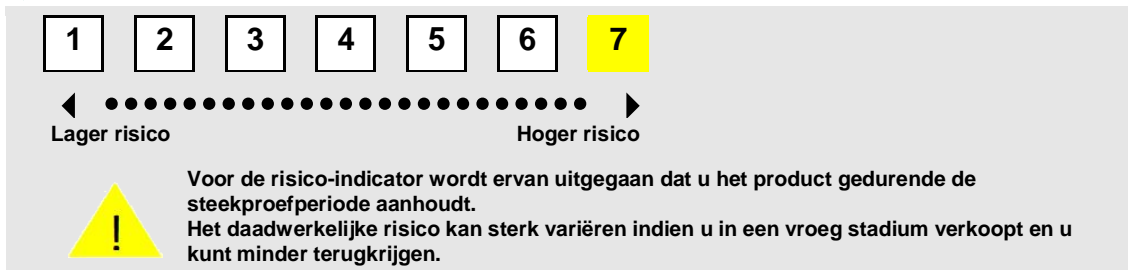 1 2 3 4 5 6 7
Lager risico Hoger risico
!
Voor de risico-indicator wordt ervan uitgegaan dat u het product gedurende de
steekproefperiode aanhoudt.
Het daadwerkelijke risico kan sterk variëren indien u in een vroeg stadium verkoopt en u
kunt minder terugkrijgen.